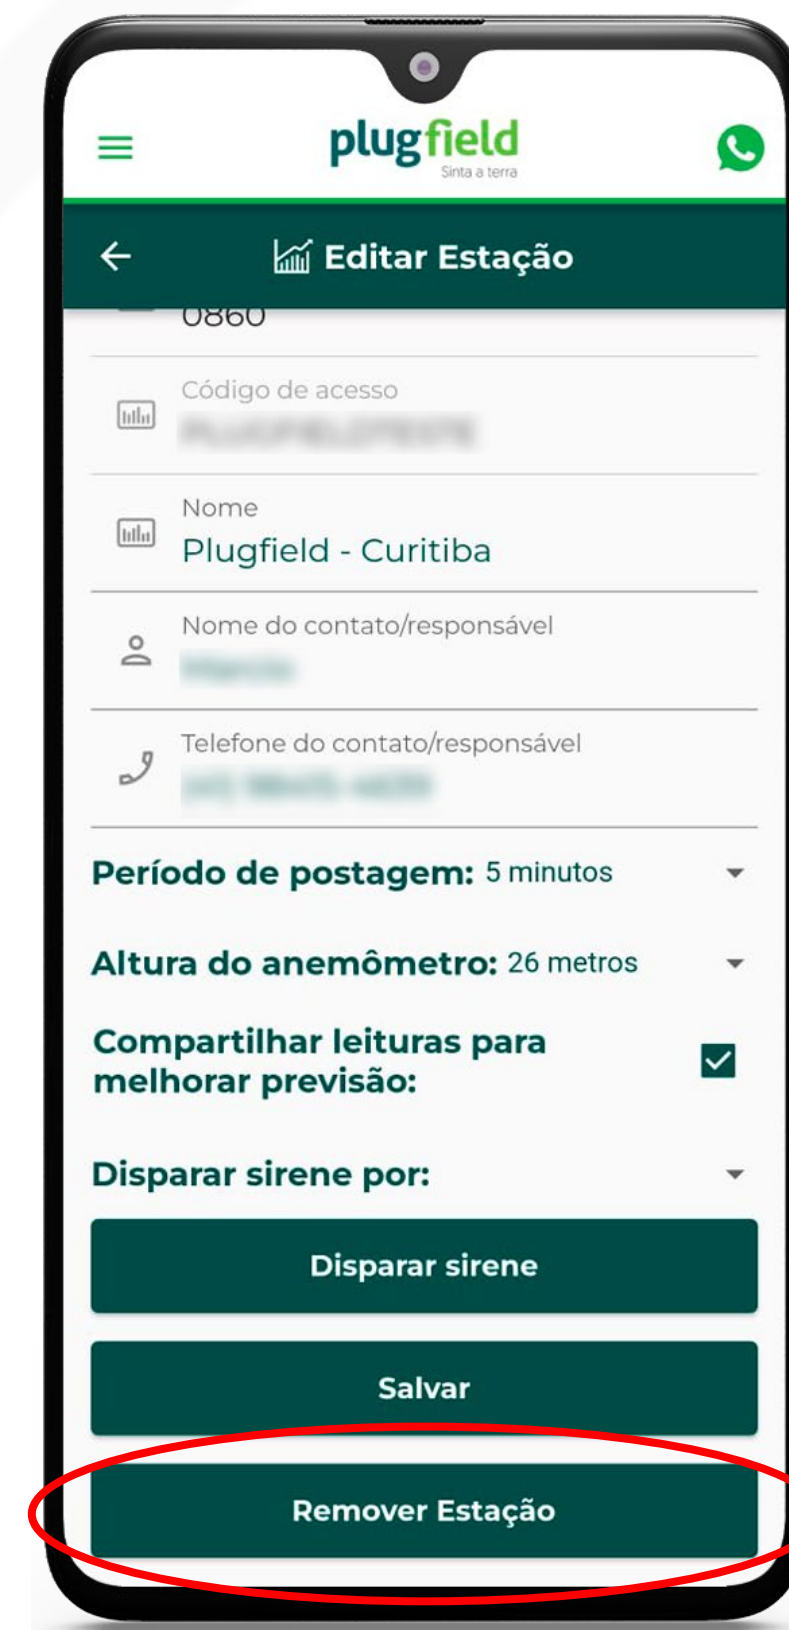 plugfield
Sinta a terra
Editar Estação
0860
Código de acesso
Nome
Plugfield - Curitiba
Nome do contato/responsável
Telefone do contato/responsável
Período de postagem: 5 minutos
Altura do anemômetro: 26 metros
Compartilhar leituras para
melhorar previsão:
Disparar sirene por:
Disparar sirene
Salvar
Remover Estação